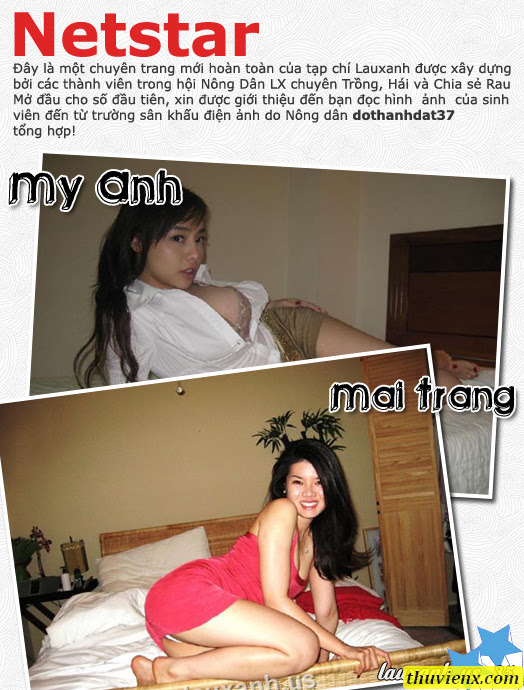 Netstar
Đây là một chuyên trang mới hoàn toàn của tạp chí Lauxanh được xây dựng
bởi các thành viên trong hội Nông Dân LX chuyên Trồng, Hái và Chia sẻ Rau
Mở đầu cho số đầu tiên, xin được giới thiệu đến bạn đọc hình ảnh của sinh
viên đến từ trường sân khấu điện ảnh do Nông dân dothanhdat37
tổng hợp!
my anh
mai trang
thuvienx.com